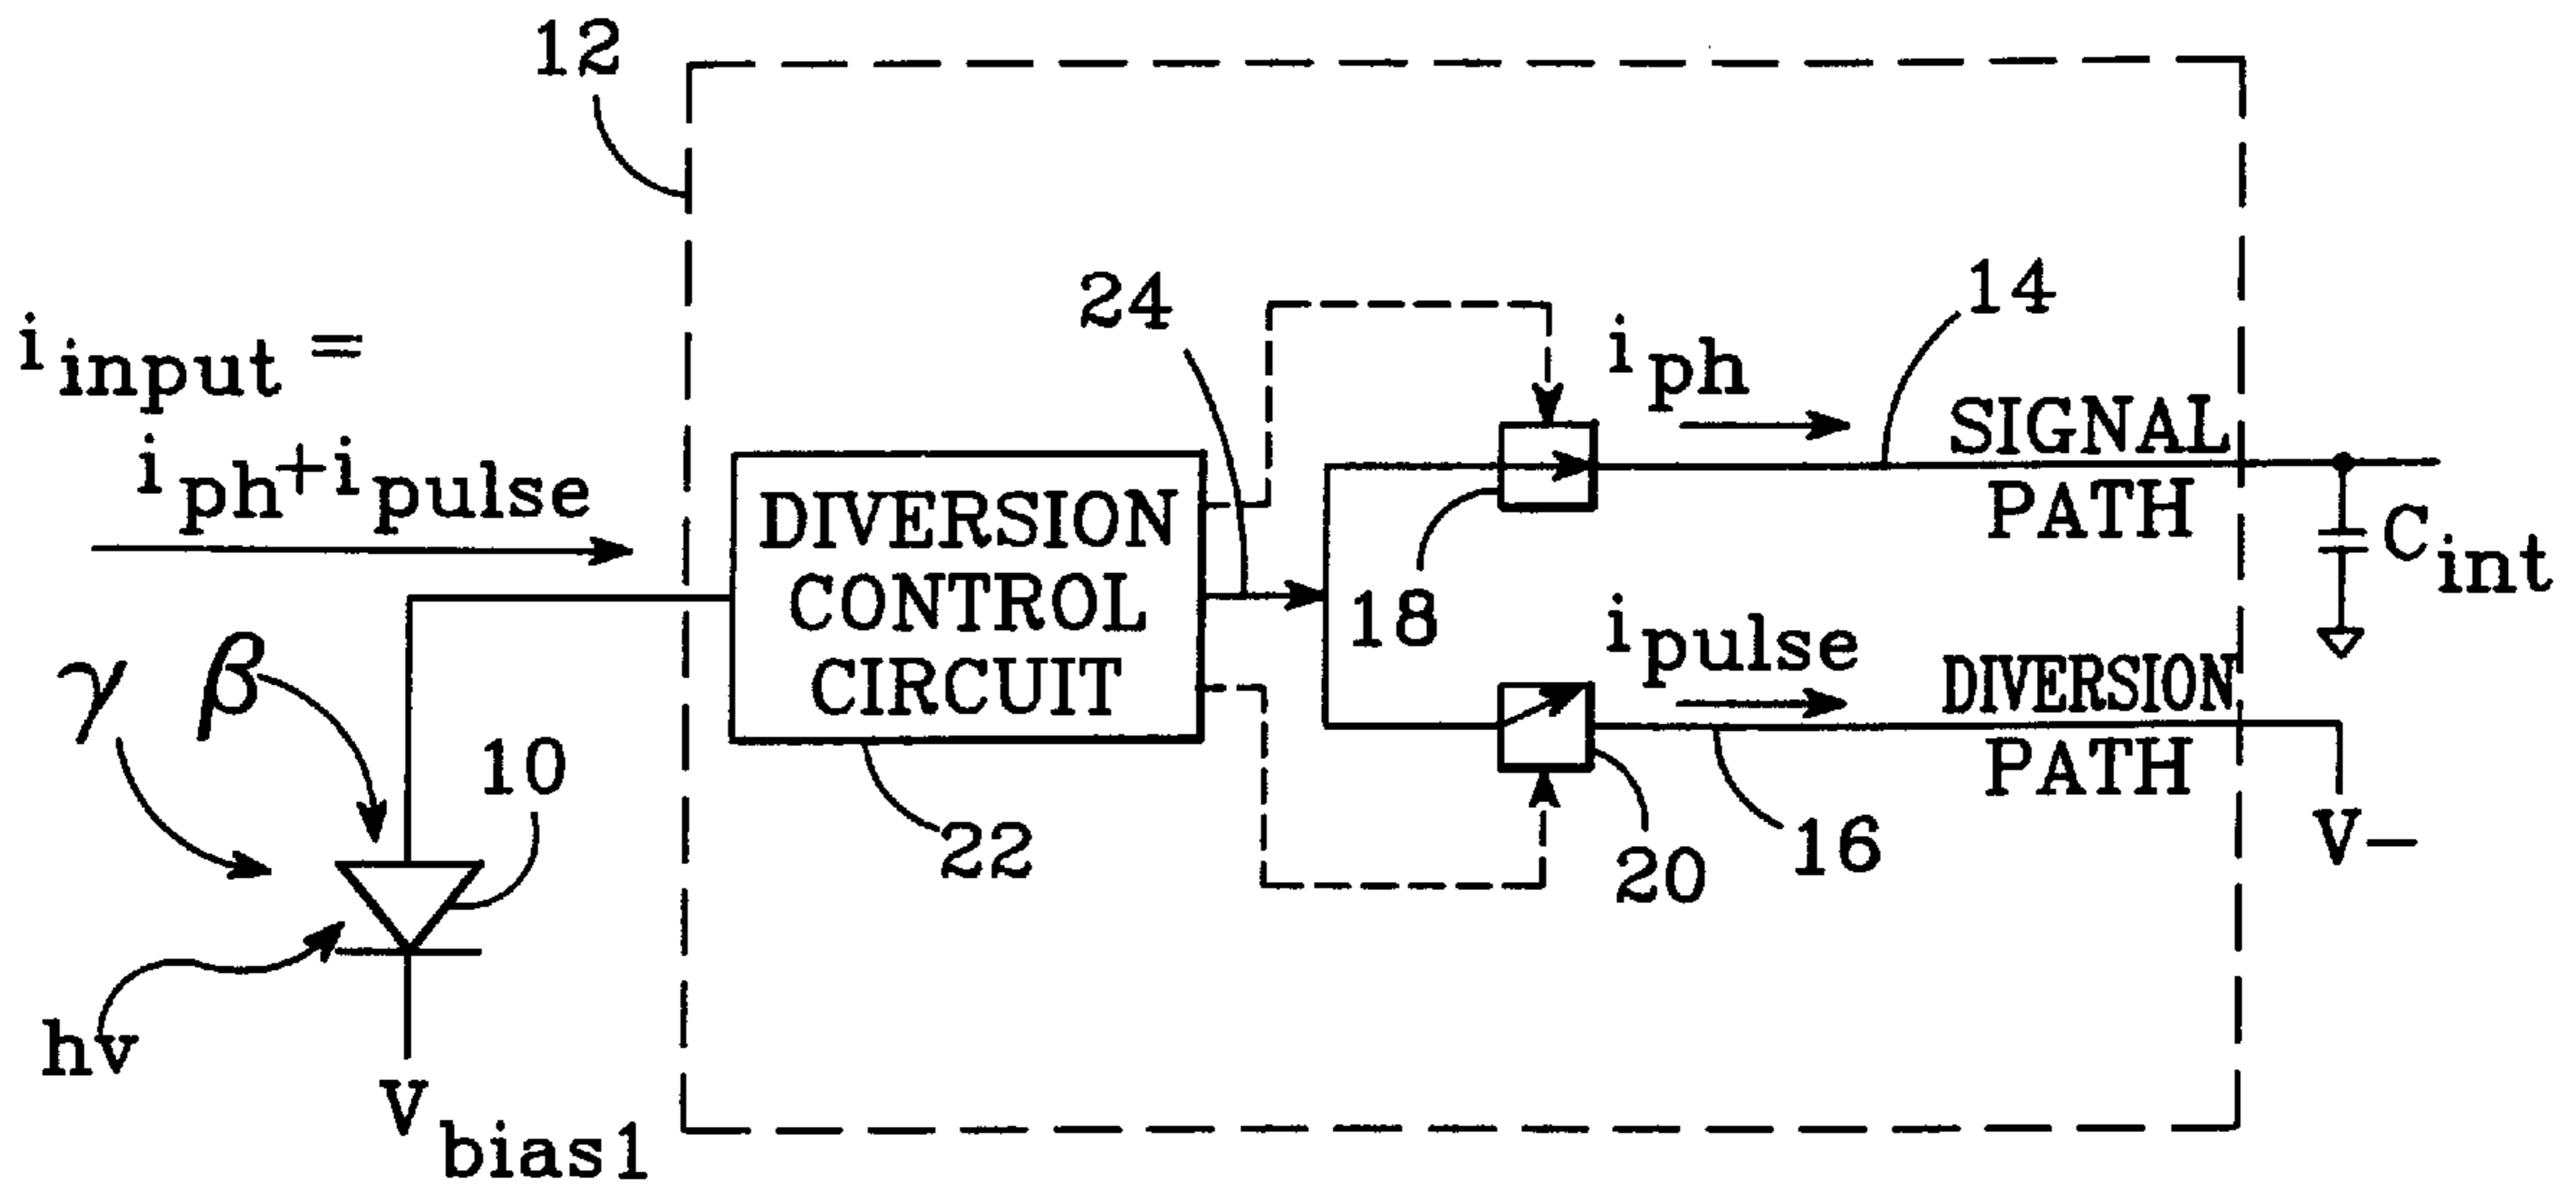 12
i input =
i ph + i pulse
γ β
10
hv
V bias1
DIVERSION
CONTROL
CIRCUIT
22
24
18
i ph
14
SIGNAL
PATH
C int
i pulse
DIVERSION
PATH
16
20
V-